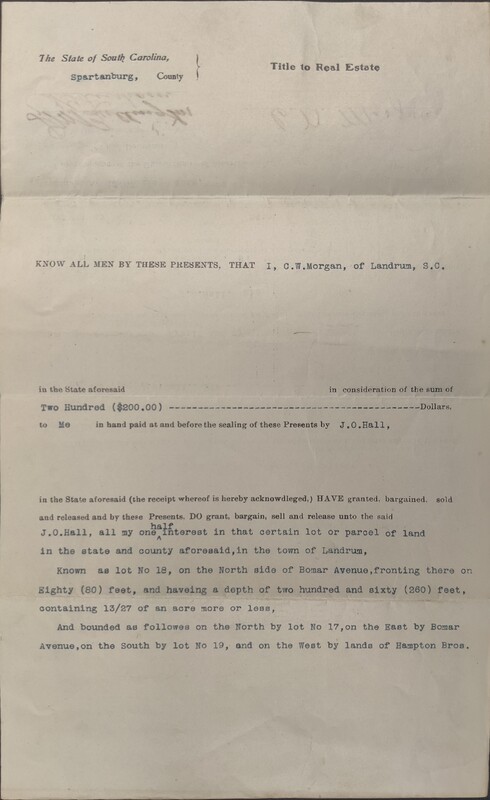 The State of South Carolina,
Spartanburg, County
Title to Real Estate
KNOW ALL MEN BY THESE PRESENTS, THAT I, C.W.Morgan, of Landrum, S.C.
in the State aforesaid in consideration of the sum of
Two Hundred ($200.00) ------------------------------------------Dollars,
to Me in hand paid at and before the sealing of these Presents by J.O.Hall,
in the State aforesaid (the receipt whereof is hereby acknowdleged,) HAVE granted, bargained, sold
and released and by these Presents, DO grant, bargain, sell and release unto the said
J.O.Hall, all my one half interest in that certain lot or parcel of land
in the state and county aforesaid,in the town of Landrum,
Known as lot No 18, on the North side of Bomar Avenue,fronting there on
Eighty (80) feet, and haveing a depth of two hundred and sixty (260) feet,
containing 13/27 of an acre more or less,
And bounded as followes on the North by lot No 17,on the East by Bomar
Avenue,on the South by lot No 19, and on the West by lands of Hampton Bros.